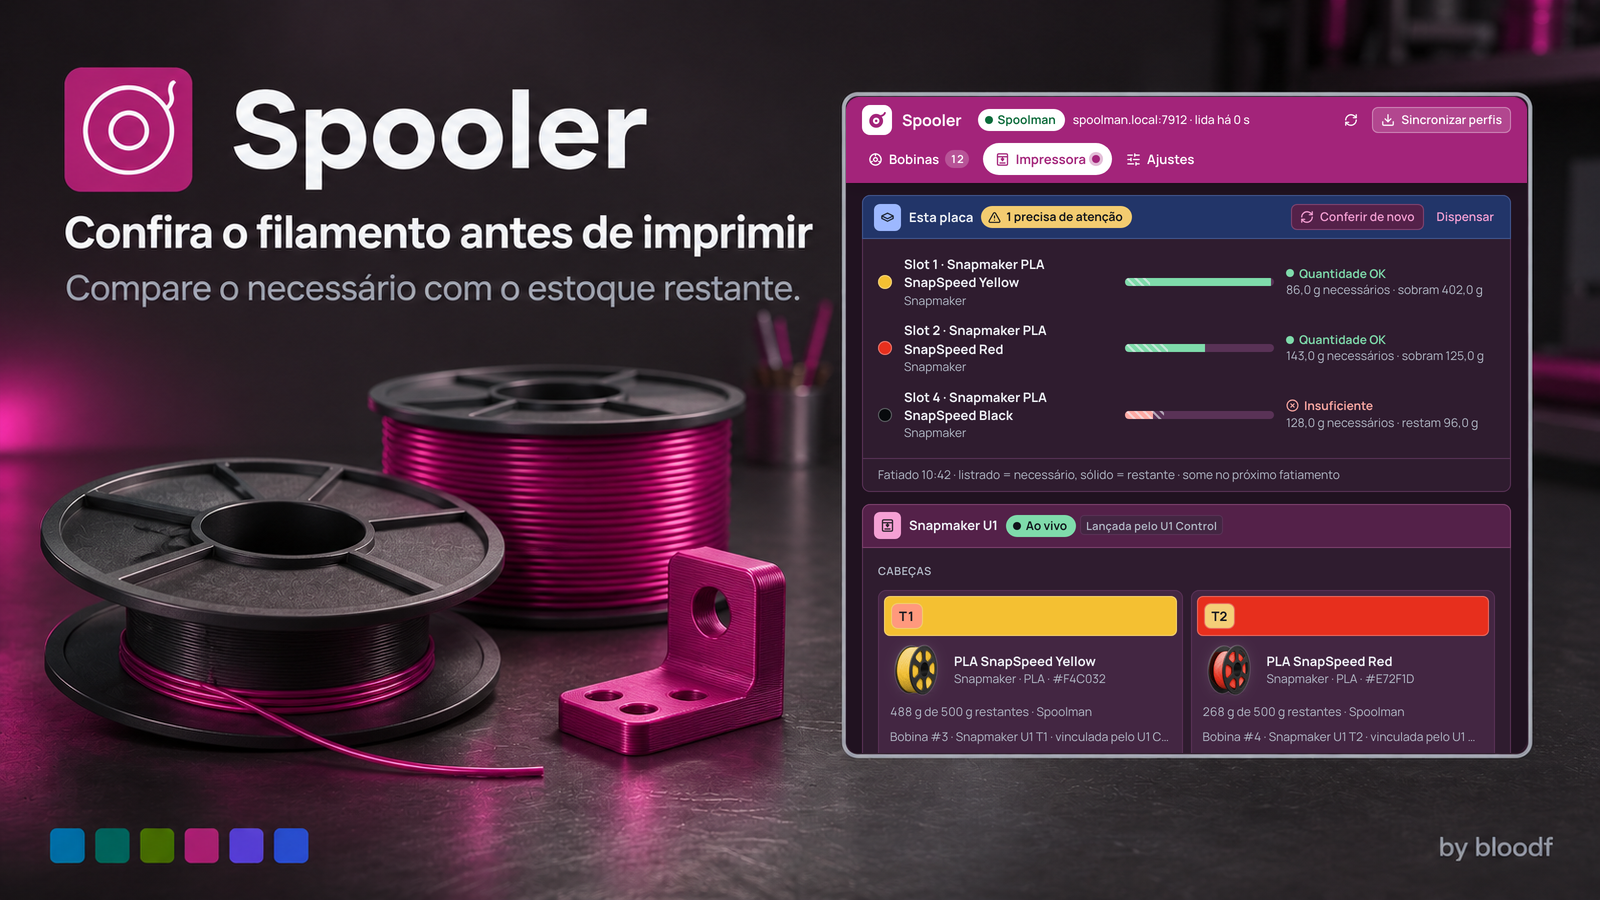 Spooler
Confira o filamento antes de imprimir
Compare o necessário com o estoque restante.
Spooler
Spoolman
spoolman.local:7912 · lida há 0 s
Sincronizar perfis
Bobinas 12
Impressora
Ajustes
Esta placa
1 precisa de atenção
Conferir de novo
Dispensar
Slot 1 · Snapmaker PLA
SnapSpeed Yellow
Snapmaker
Quantidade OK
86,0 g necessários · sobram 402,0 g
Slot 2 · Snapmaker PLA
SnapSpeed Red
Snapmaker
Quantidade OK
143,0 g necessários · sobram 125,0 g
Slot 4 · Snapmaker PLA
SnapSpeed Black
Snapmaker
Insuficiente
128,0 g necessários · restam 96,0 g
Fatiado 10:42 · listrado = necessário, sólido = restante · some no próximo fatiamento
Snapmaker U1
Ao vivo
Lançada pelo U1 Control
CABEÇAS
T1
PLA SnapSpeed Yellow
Snapmaker · PLA · #F4C032
488 g de 500 g restantes · Spoolman
Bobina #3 · Snapmaker U1 T1 · vinculada pelo U1 C...
T2
PLA SnapSpeed Red
Snapmaker · PLA · #E72F1D
268 g de 500 g restantes · Spoolman
Bobina #4 · Snapmaker U1 T2 · vinculada pelo U1 ...
by bloodf